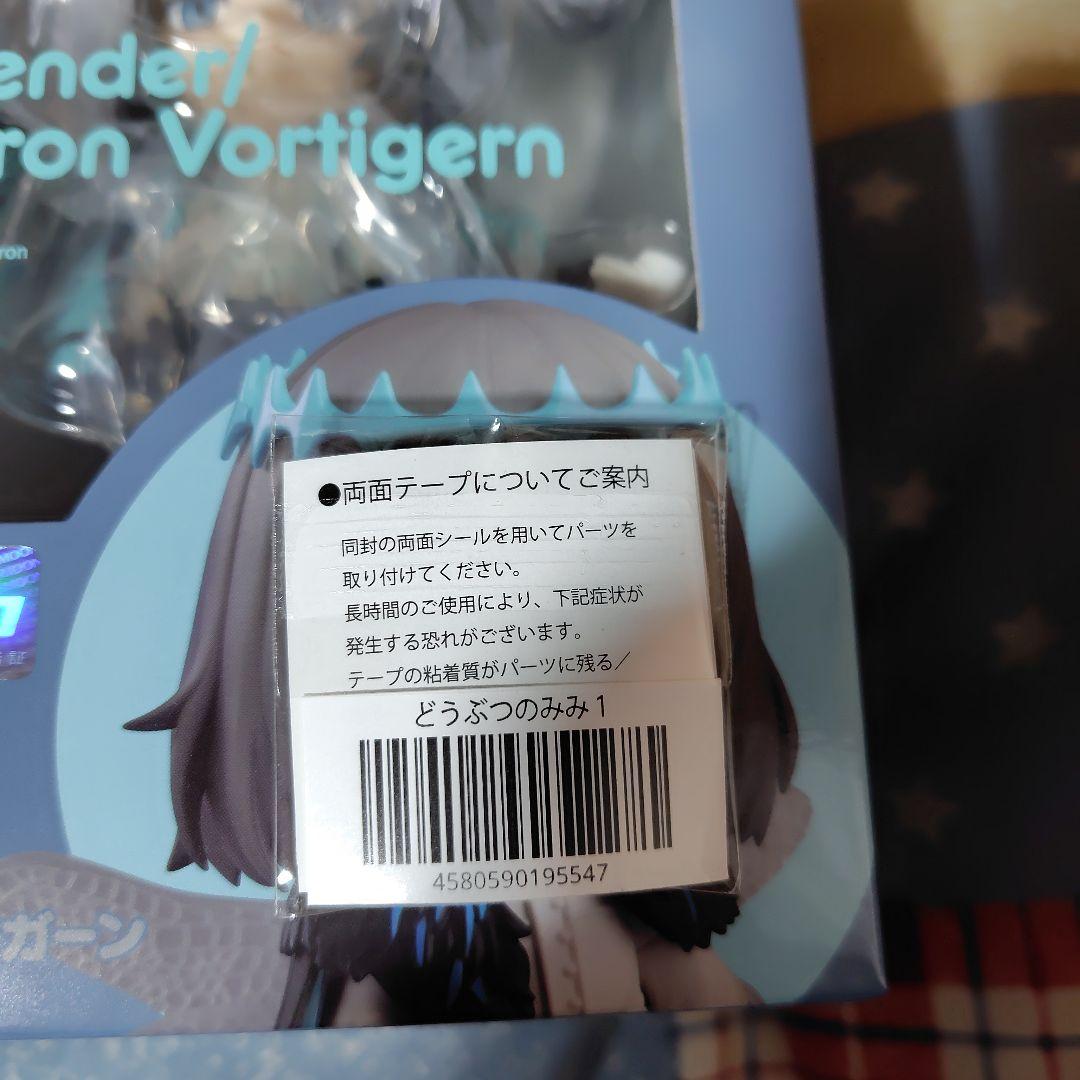 ender/
ron Vortigern
ron
●両面テープについてご案内
同封の両面シールを用いてパーツを
取り付けてください。
長時間のご使用により、下記症状が
発生する恐れがございます。
テープの粘着質がパーツに残る／
どうぶつのみみ1
4580590195547
ガーン
証